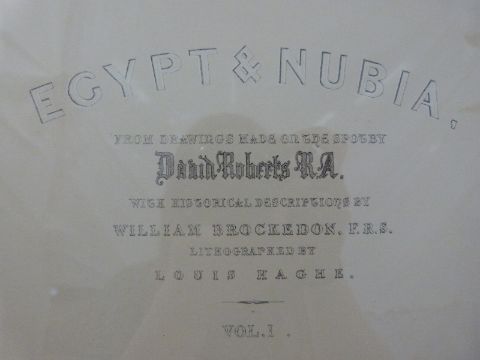 EGYPT & NUBIA,
FROM DRAWINGS MADE ON THE SPOT BY
David Roberts R.A.
WITH HISTORICAL DESCRIPTIONS BY
WILLIAM BROCKEDON, F.R.S.
LITHOGRAPHED BY
LOUIS HAGHE.
VOL. I.